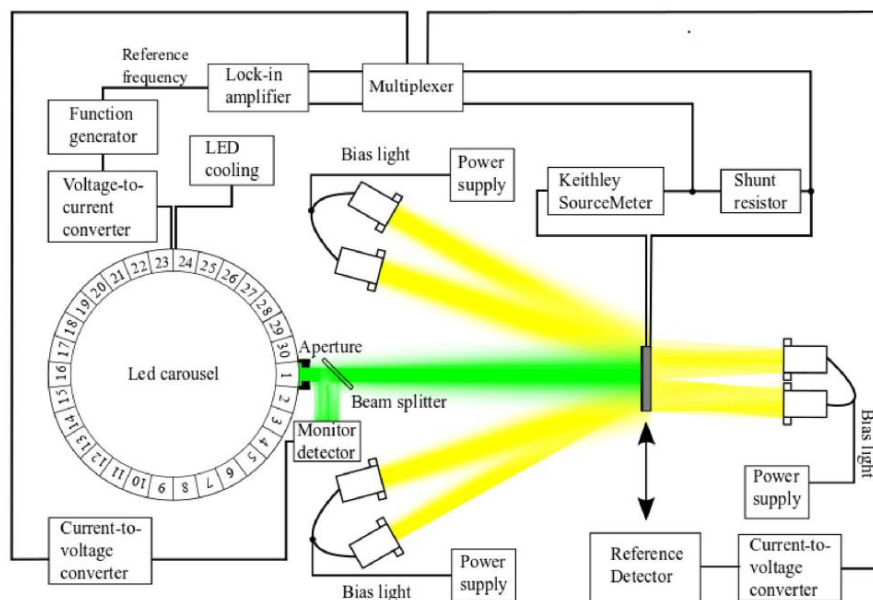 Reference
frequency
Lock-in
amplifier
Multiplexer
Function
generator
LED
cooling
Bias light
Power
supply
Keithley
SourceMeter
Shunt
resistor
Voltage-to-
current
converter
1
2
3
4
5
6
7
8
9
10
11
12
13
14
15
16
17
18
19
20
21
22
23
24
25
26
27
28
29
30
Led carousel
Aperture
Beam splitter
Monitor
detector
Bias light
Power
supply
Current-to-
voltage
converter
Bias light
Power
supply
Reference
Detector
Current-to-
voltage
converter